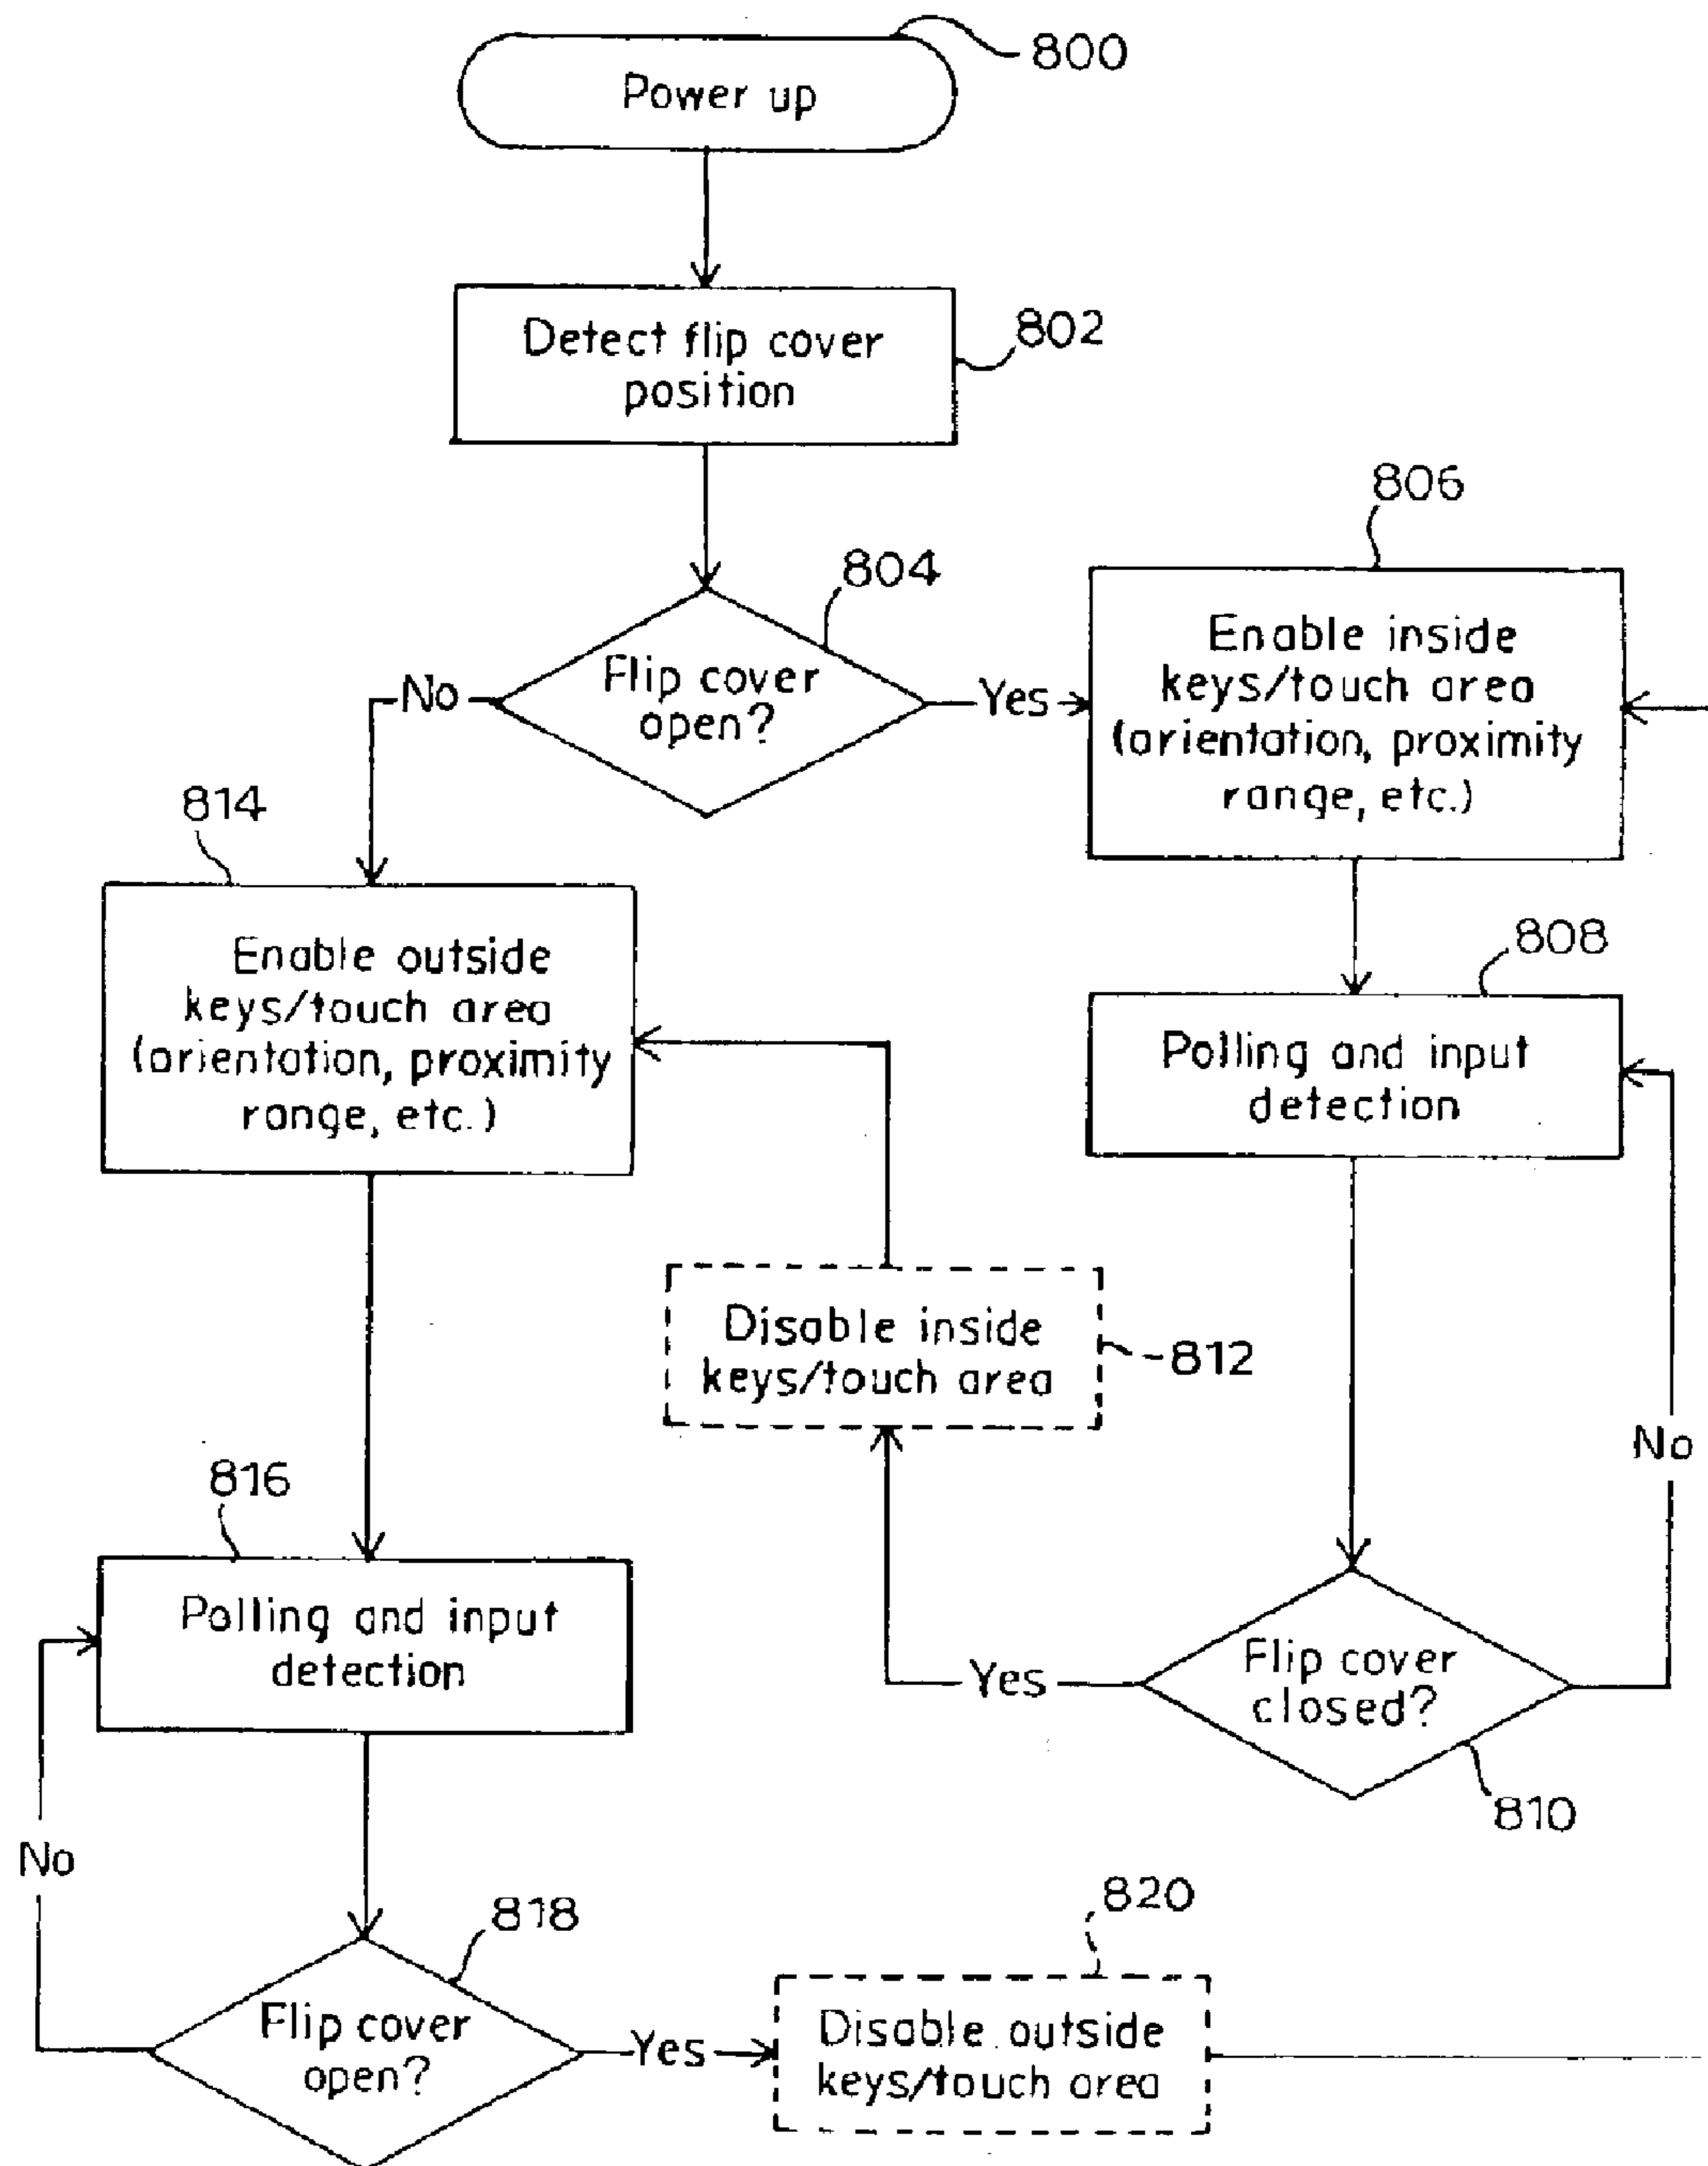 800
Power up
802
Detect flip cover
position
804
Flip cover
open?
No
Yes
806
Enable inside
keys/touch area
(orientation, proximity
range, etc.)
814
Enable outside
keys/touch area
(orientation, proximity
range, etc.)
808
Polling and input
detection
Disable inside
keys/touch area
812
No
816
Polling and input
detection
Yes
Flip cover
closed?
810
No
818
Flip cover
open?
Yes
820
Disable outside
keys/touch area